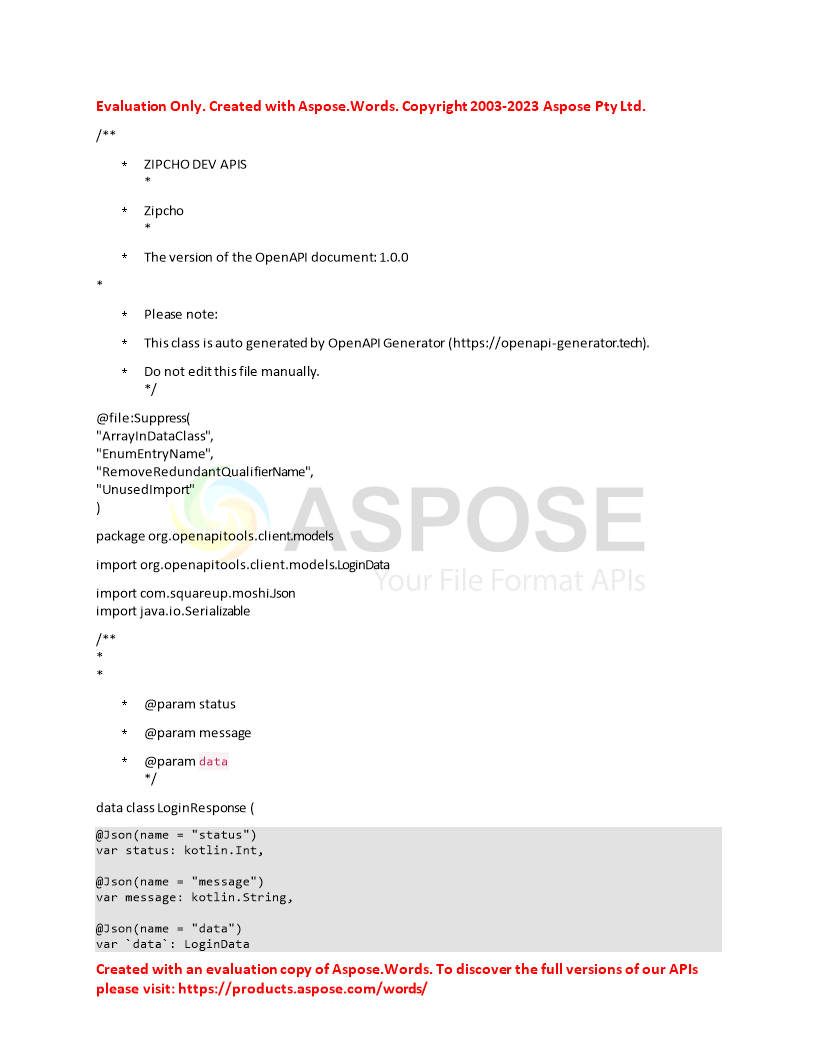 Evaluation Only. Created with Aspose.Words. Copyright 2003-2023 Aspose Pty Ltd.
/**
* ZIPCHO DEV APIS
*
* Zipcho
*
* The version of the OpenAPI document: 1.0.0
*
* Please note:
* This class is auto generated by OpenAPI Generator (https://openapi-generator.tech).
* Do not edit this file manually.
*/
@file:Suppress(
"ArrayInDataClass",
"EnumEntryName",
"RemoveRedundantQualifierName",
"UnusedImport"
)
ASPOSE
package org.openapitools.client.models
import org.openapitools.client.models.LoginData
Your File Format APIs
import com.squareup.moshi.Json
import java.io.Serializable
/**
*
*
* @param status
* @param message
* @param data
*/
data class LoginResponse (
@Json(name = "status")
var status: kotlin.Int,
@Json(name = "message")
var message: kotlin.String,
@Json(name = "data")
var `data`: LoginData
Created with an evaluation copy of Aspose.Words. To discover the full versions of our APIs
please visit: https://products.aspose.com/words/